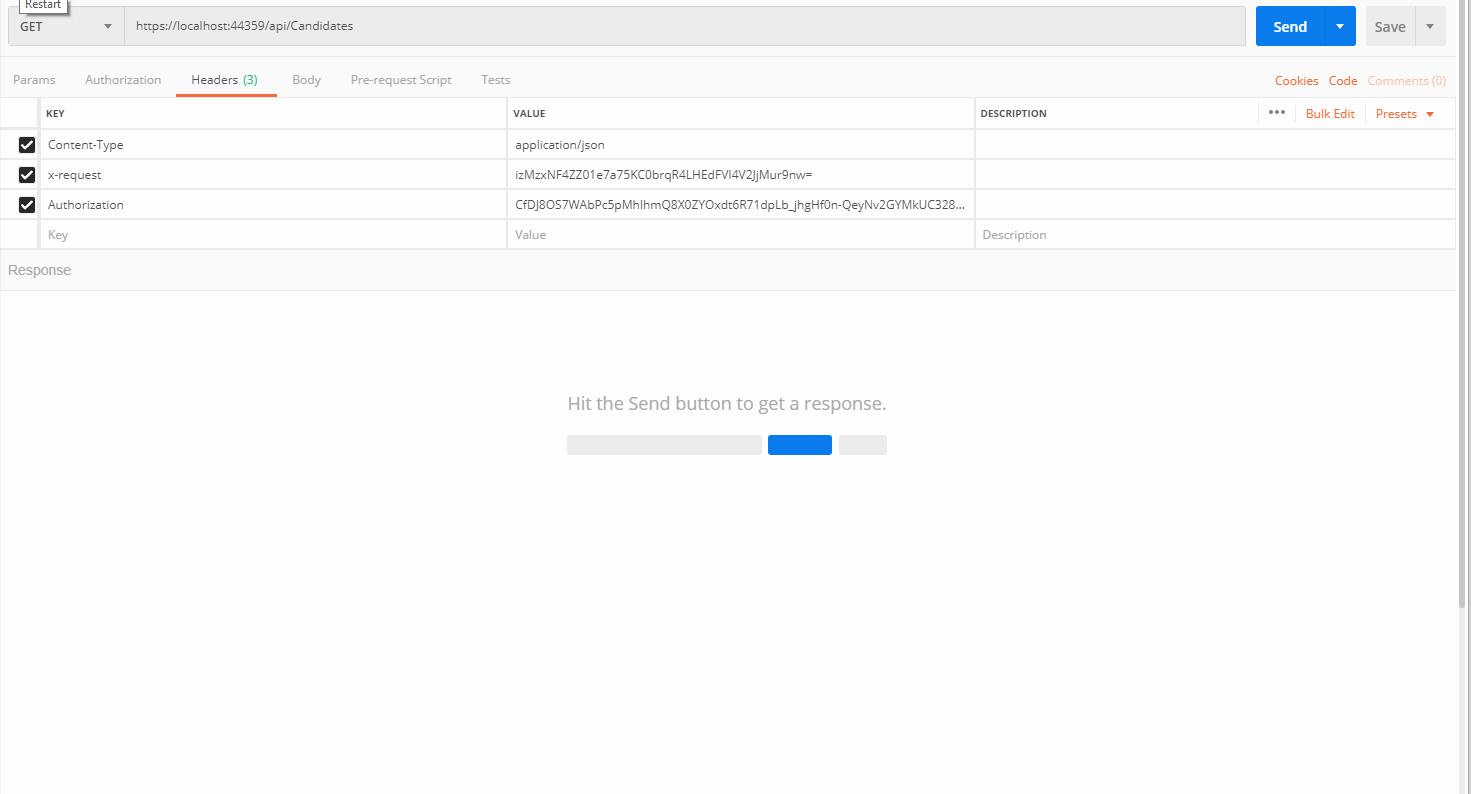 Restart
GET https://localhost:44359/api/Candidates Send Save
Params Authorization Headers (3) Body Pre-request Script Tests Cookies Code Comments (0)
KEY VALUE DESCRIPTION ••• Bulk Edit Presets
Content-Type application/json
x-request izMzxNF4ZZ01e7a75KC0brqR4LHEdFVI4V2JjMur9nw=
Authorization CfDJ8OS7WAbPc5pMhIhmQ8X0ZYOxdt6R71dpLb_jhgHf0n-QeyNv2GYMkUC328...
Key Value Description
Response
Hit the Send button to get a response.